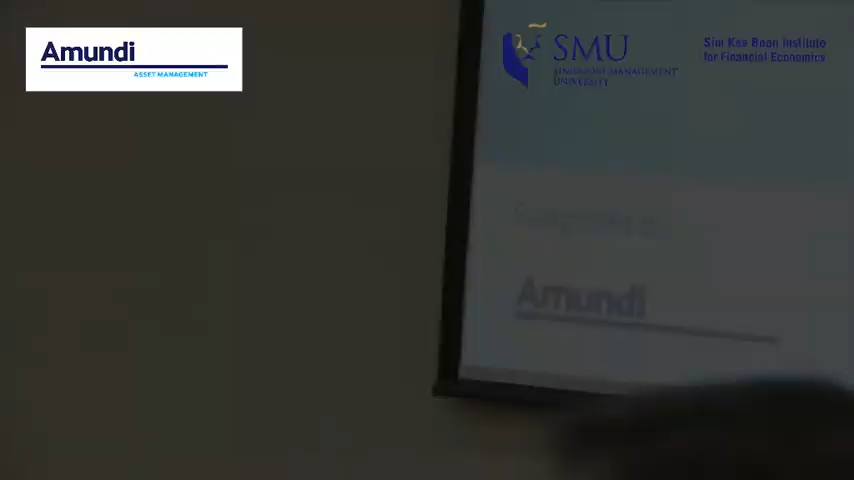 Amundi
ASSET MANAGEMENT
SMU
SINGAPORE MANAGEMENT
UNIVERSITY
Sim Kee Boon Institute
for Financial Economics
Amundi